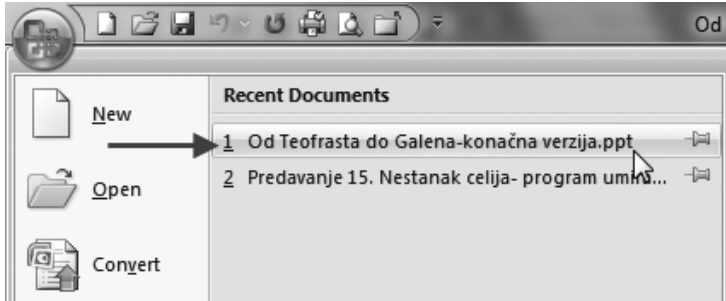 Od
Recent Documents
New
1 Od Teofrasta do Galena-konačna verzija.ppt
2 Predavanje 15. Nestanak celija- program umira...
Open
Convert